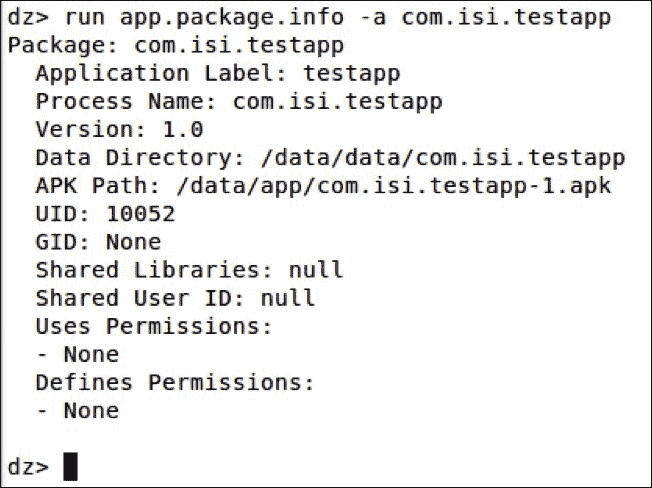 dz> run app.package.info -a com.isi.testapp
Package: com.isi.testapp
  Application Label: testapp
  Process Name: com.isi.testapp
  Version: 1.0
  Data Directory: /data/data/com.isi.testapp
  APK Path: /data/app/com.isi.testapp-1.apk
  UID: 10052
  GID: None
  Shared Libraries: null
  Shared User ID: null
  Uses Permissions:
  - None
  Defines Permissions:
  - None
dz>